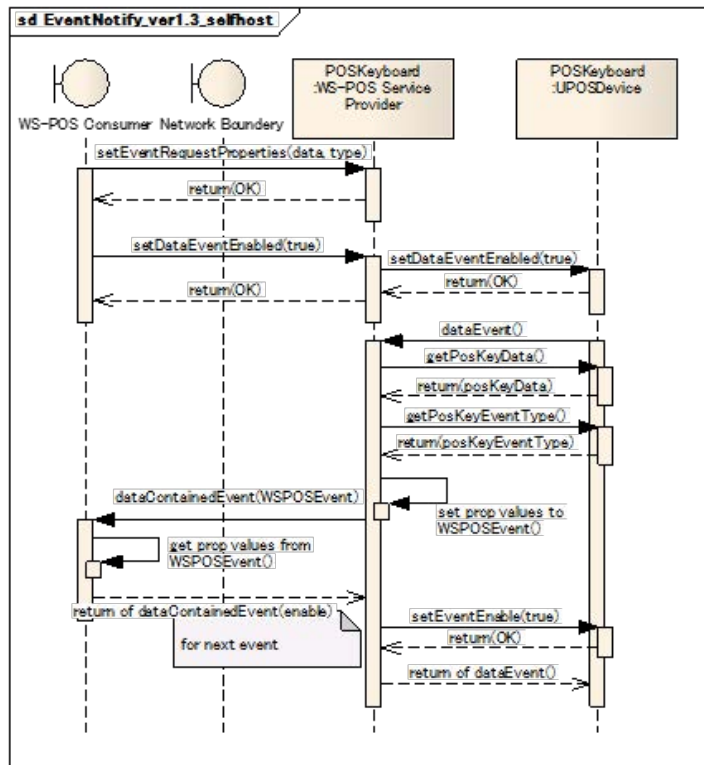 sd EventNotify_ver1.3_selfhost
WS-POS Consumer
Network Boundery
POSKeyboard
:WS-POS Service
Provider
POSKeyboard
:UPOSDevice
setEventRequestProperties(data, type)
return(OK)
setDataEventEnabled(true)
setDataEventEnabled(true)
return(OK)
return(OK)
dataEvent()
getPosKeyData()
return(posKeyData)
getPosKeyEventType()
return(posKeyEventType)
set prop values to
WSPOSEvent()
dataContainedEvent(WSPOSEvent)
get prop values from
WSPOSEvent()
return of dataContainedEvent(enable)
for next event
setEventEnable(true)
return(OK)
return of dataEvent()